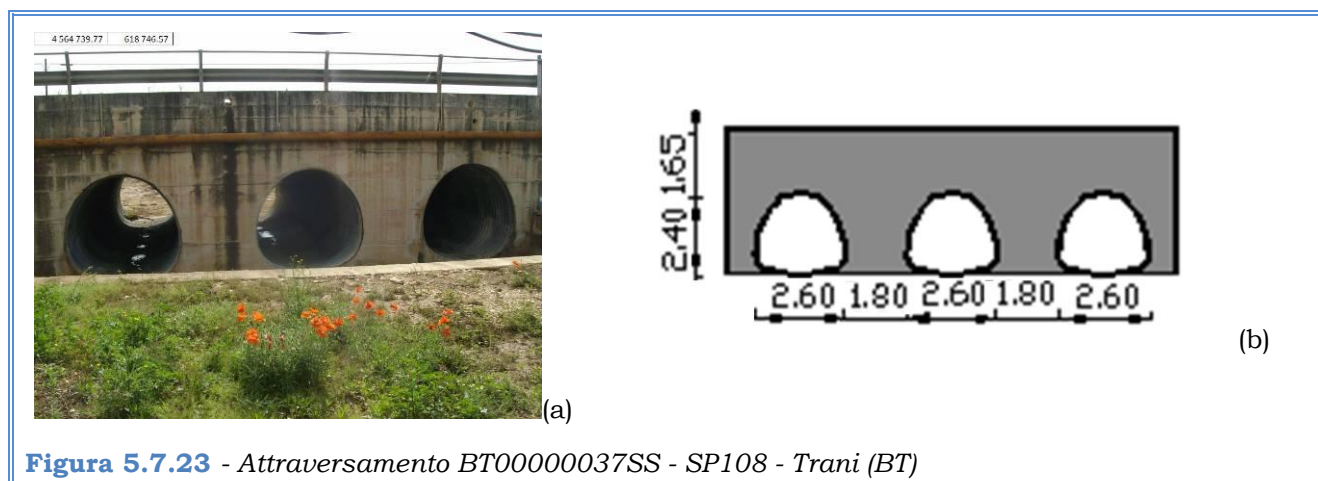 4 564 739.77 618 746.57
(a)
1.65
2.40
2.60 1.80 2.60 1.80 2.60
(b)
Figura 5.7.23 - Attraversamento BT00000037SS - SP108 - Trani (BT)